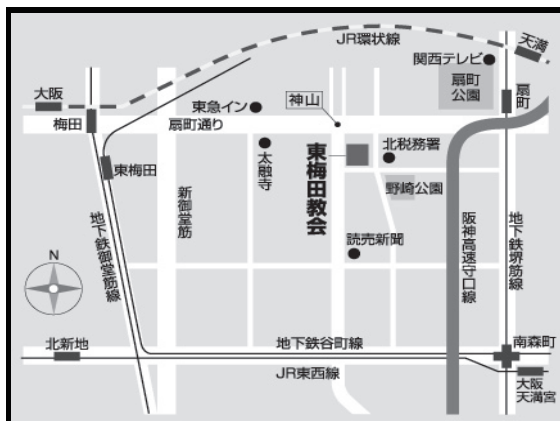 JR環状線
天満
関西テレビ
扇町
公園
扇町
大阪
梅田
東急イン
神山
扇町通り
東梅田
太融寺
新御堂筋
東梅田教会
北税務署
野崎公園
読売新聞
地下鉄御堂筋線
阪神高速守口線
地下鉄堺筋線
N
北新地
地下鉄谷町線
JR東西線
南森町
大阪
天満宮